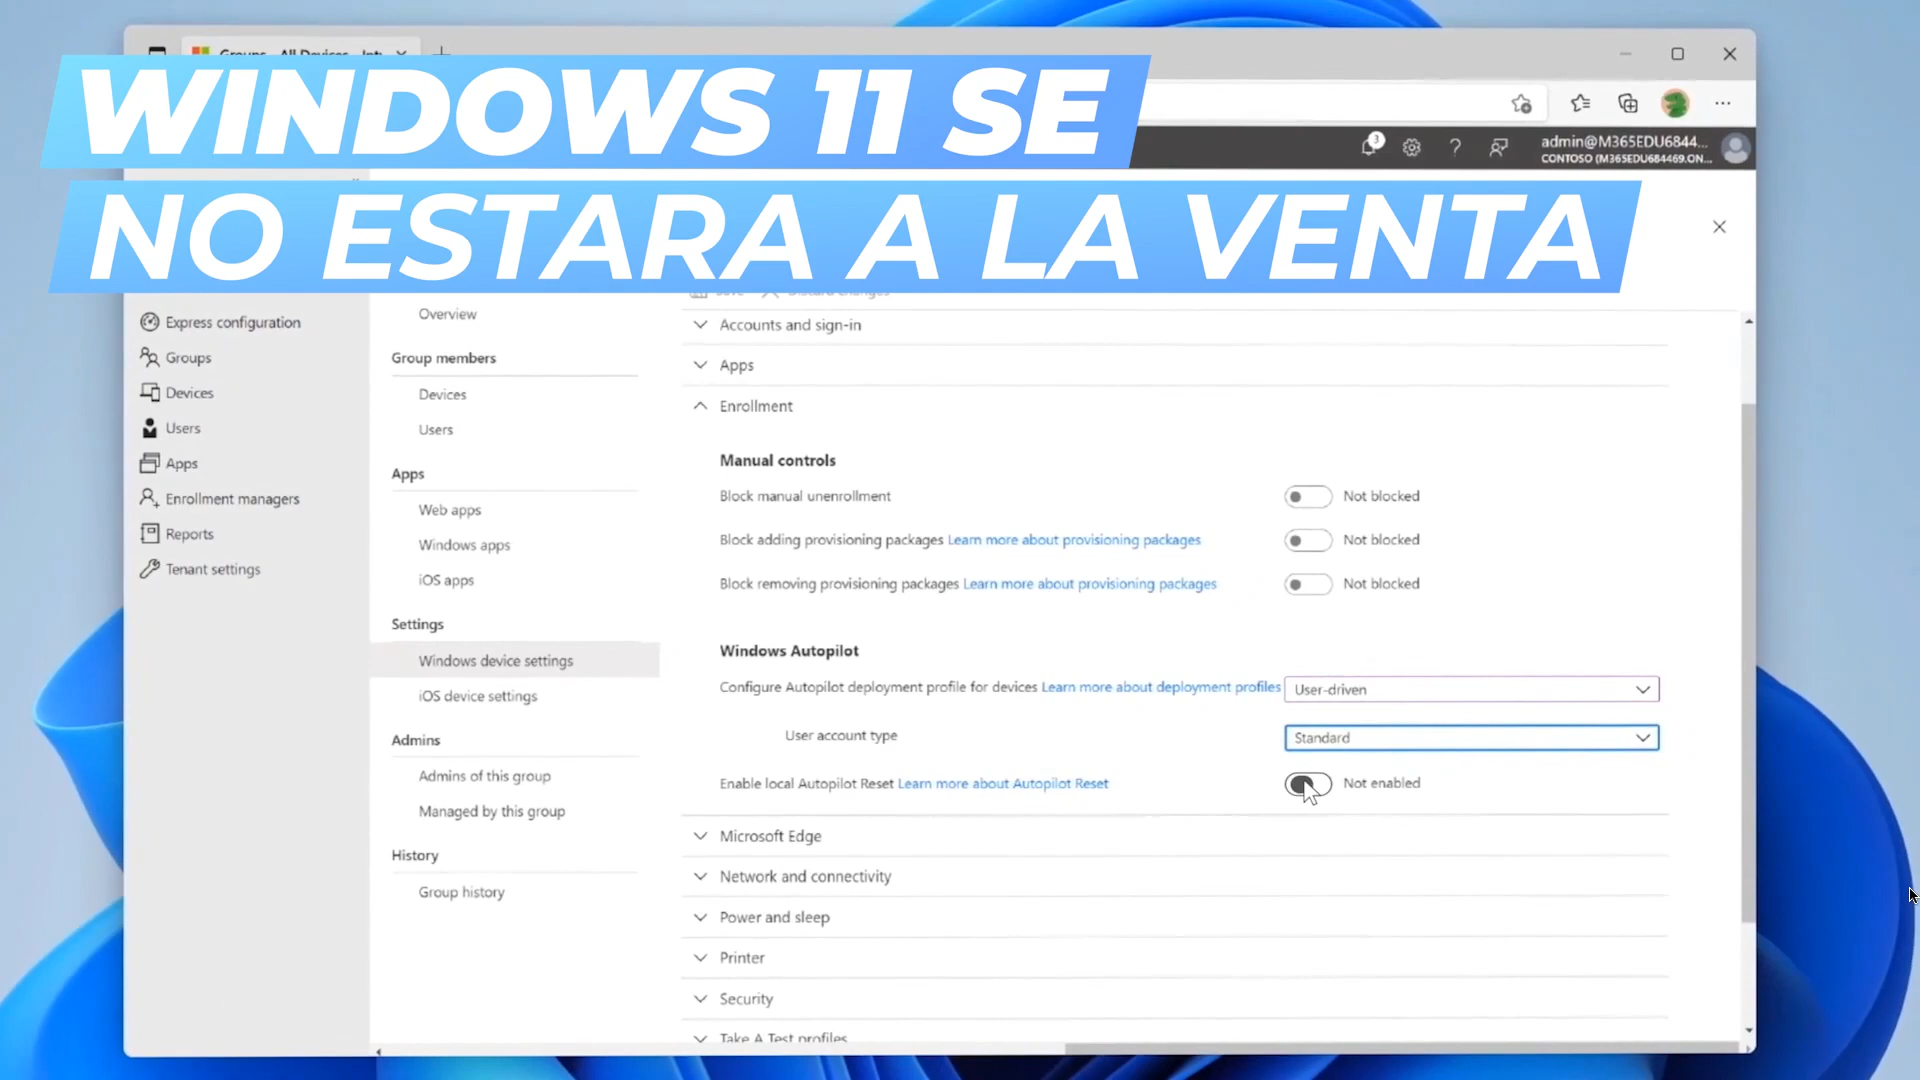 WINDOWS 11 SE
NO ESTARA A LA VENTA
3
admin@M365EDU6844...
CONTOSO (M365EDU684469.ON...
Express configuration
Groups
Devices
Users
Apps
Enrollment managers
Reports
Tenant settings
Overview
Group members
Devices
Users
Apps
Web apps
Windows apps
iOS apps
Settings
Windows device settings
iOS device settings
Admins
Admins of this group
Managed by this group
History
Group history
Accounts and sign-in
Apps
Enrollment
Manual controls
Block manual unenrollment Not blocked
Block adding provisioning packages Learn more about provisioning packages Not blocked
Block removing provisioning packages Learn more about provisioning packages Not blocked
Windows Autopilot
Configure Autopilot deployment profile for devices Learn more about deployment profiles User-driven
User account type Standard
Enable local Autopilot Reset Learn more about Autopilot Reset Not enabled
Microsoft Edge
Network and connectivity
Power and sleep
Printer
Security
Take A Test profiles